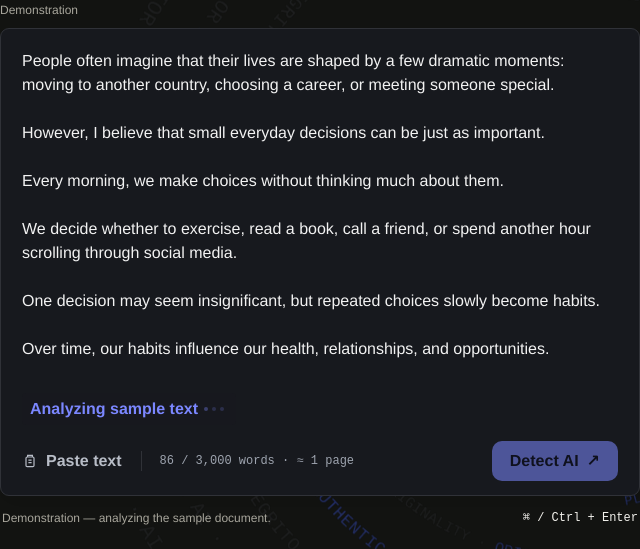 Demonstration
People often imagine that their lives are shaped by a few dramatic moments:
moving to another country, choosing a career, or meeting someone special.
However, I believe that small everyday decisions can be just as important.
Every morning, we make choices without thinking much about them.
We decide whether to exercise, read a book, call a friend, or spend another hour
scrolling through social media.
One decision may seem insignificant, but repeated choices slowly become habits.
Over time, our habits influence our health, relationships, and opportunities.
Analyzing sample text
Paste text
86 / 3,000 words · ≈ 1 page
Detect AI ↗
Demonstration — analyzing the sample document.
⌘ / Ctrl + Enter